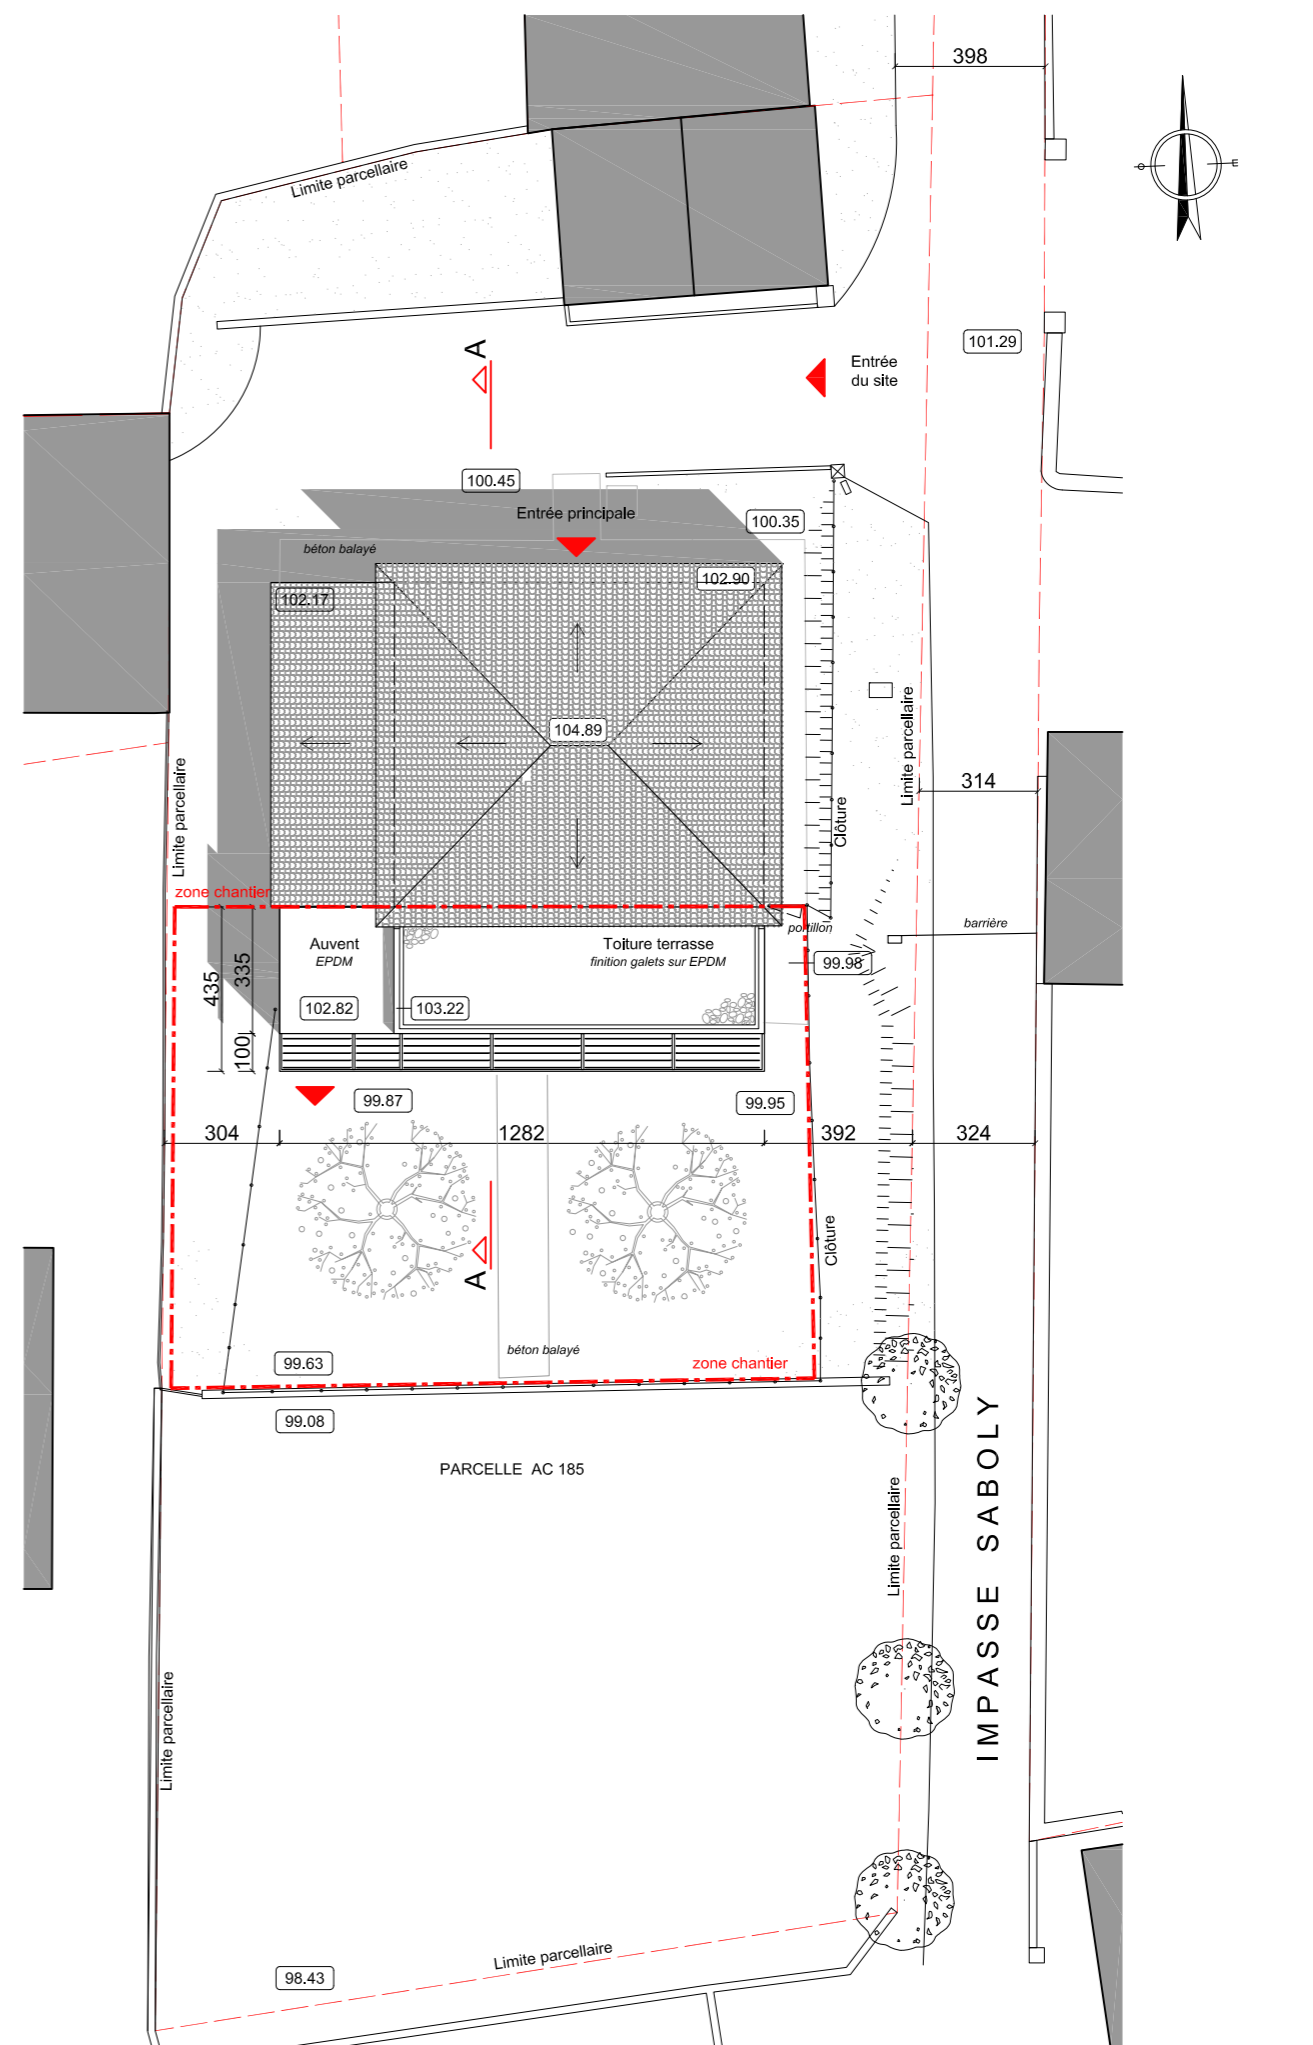 398
Limite parcellaire
O
E
101.29
A
Entrée
du site
100.45
Entrée principale
100.35
béton balayé
102.90
102.17
104.89
Limite parcellaire
314
Limite parcellaire
Clôture
zone chantier
barrière
portillon
Auvent
EPDM
Toiture terrasse
finition galets sur EPDM
99.98
435
335
102.82
103.22
100
99.87
99.95
304
1282
392
324
Clôture
A
béton balayé
99.63
zone chantier
99.08
PARCELLE AC 185
Limite parcellaire
IMPASSE SABOLY
Limite parcellaire
Limite parcellaire
98.43